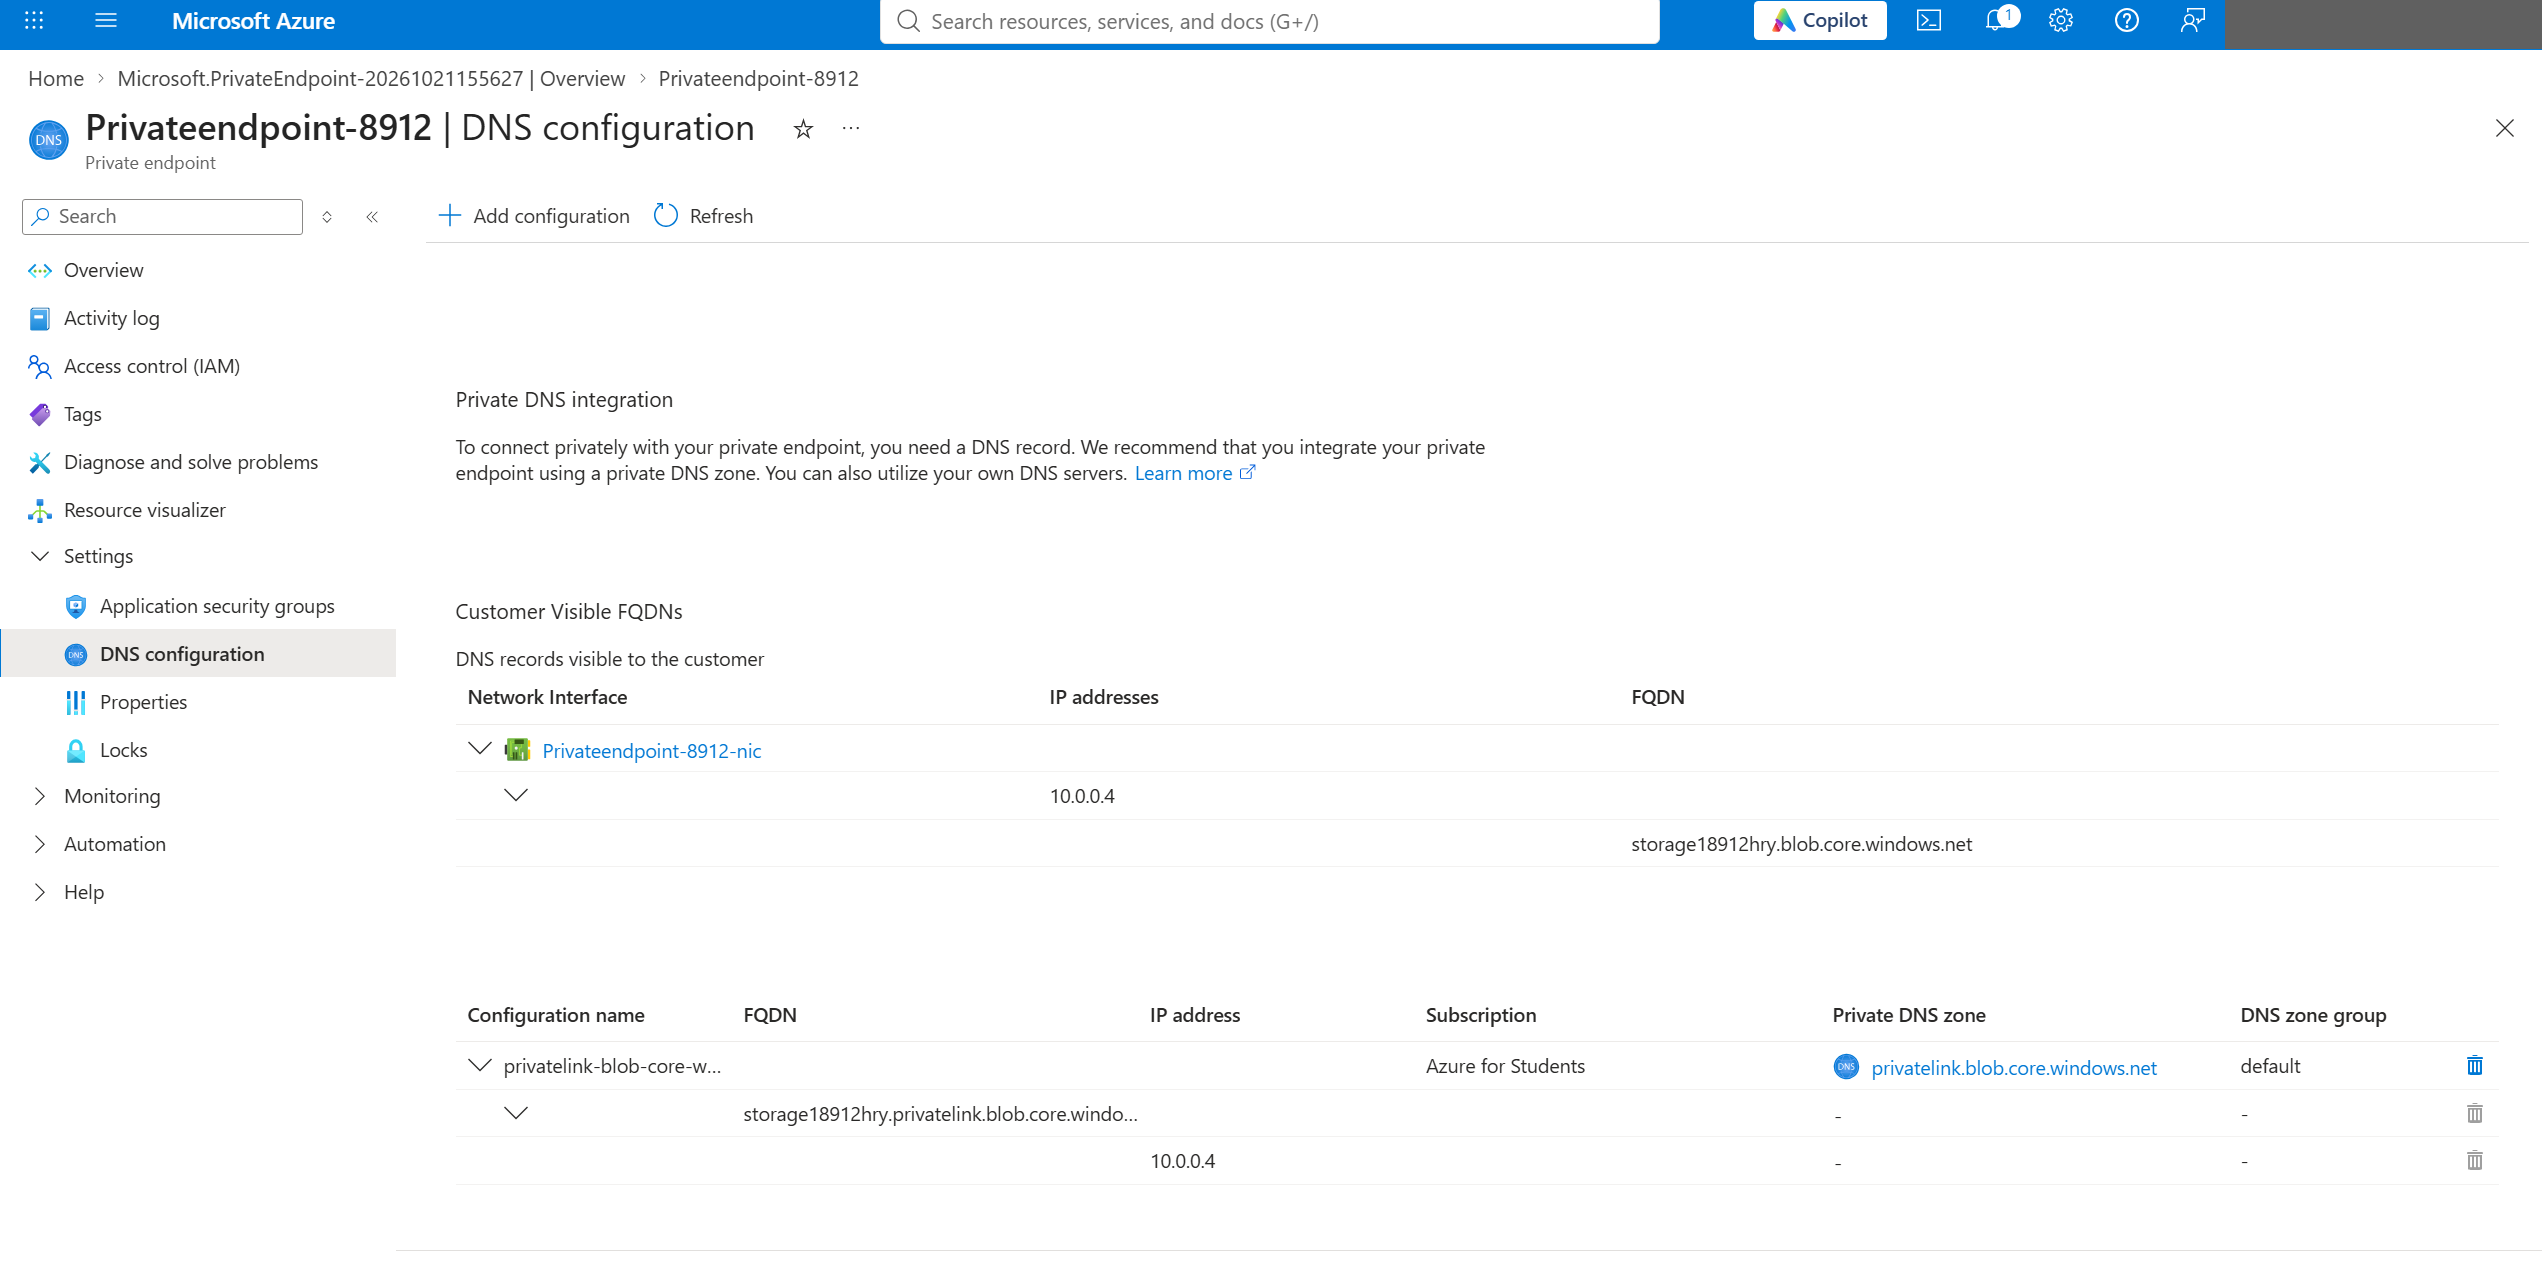 Microsoft Azure
Search resources, services, and docs (G+/)
Copilot
1
Home > Microsoft.PrivateEndpoint-20261021155627 | Overview > Privateendpoint-8912
DNS
Privateendpoint-8912 | DNS configuration
Private endpoint
Search
Add configuration
Refresh
Overview
Activity log
Access control (IAM)
Tags
Diagnose and solve problems
Resource visualizer
Settings
Application security groups
DNS DNS configuration
Properties
Locks
Monitoring
Automation
Help
Private DNS integration
To connect privately with your private endpoint, you need a DNS record. We recommend that you integrate your private
endpoint using a private DNS zone. You can also utilize your own DNS servers. Learn more
Customer Visible FQDNs
DNS records visible to the customer
Network Interface IP addresses FQDN
Privateendpoint-8912-nic
10.0.0.4
storage18912hry.blob.core.windows.net
Configuration name FQDN IP address Subscription Private DNS zone DNS zone group
privatelink-blob-core-w... Azure for Students DNS privatelink.blob.core.windows.net default
storage18912hry.privatelink.blob.core.windo... - -
10.0.0.4 - -